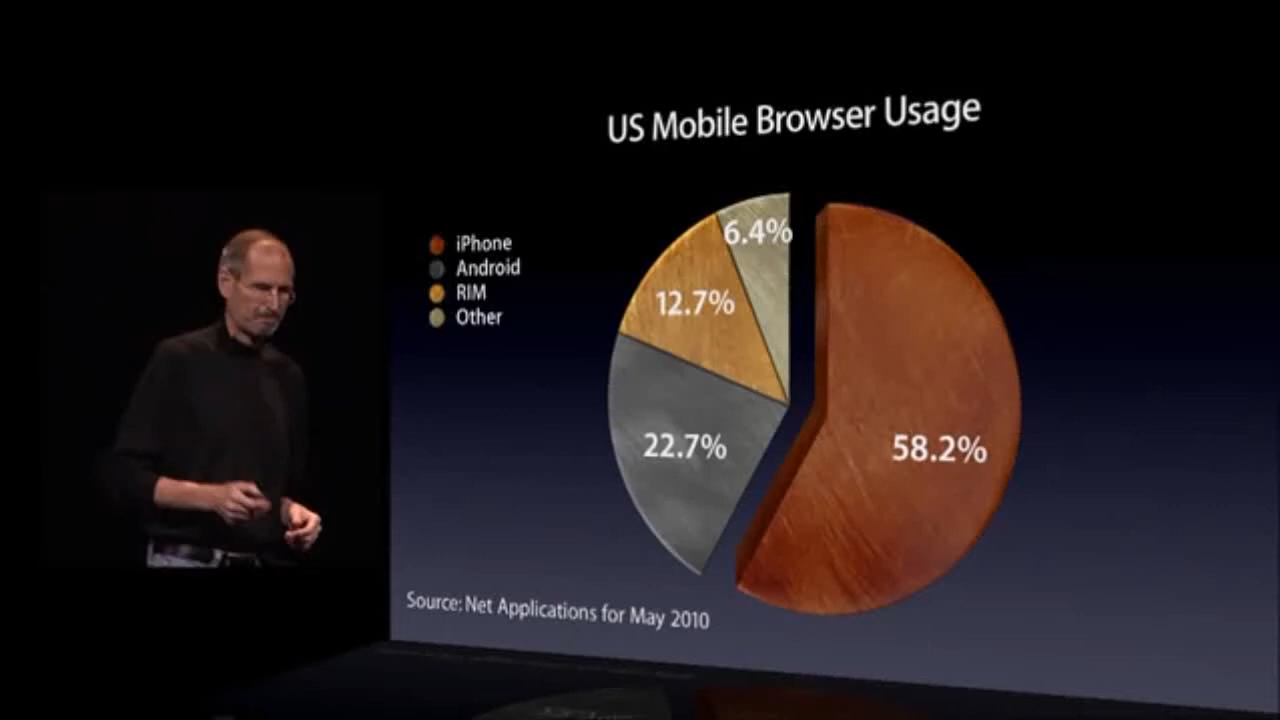 US Mobile Browser Usage
iPhone
Android
RIM
Other
6.4%
12.7%
22.7%
58.2%
Source: Net Applications for May 2010